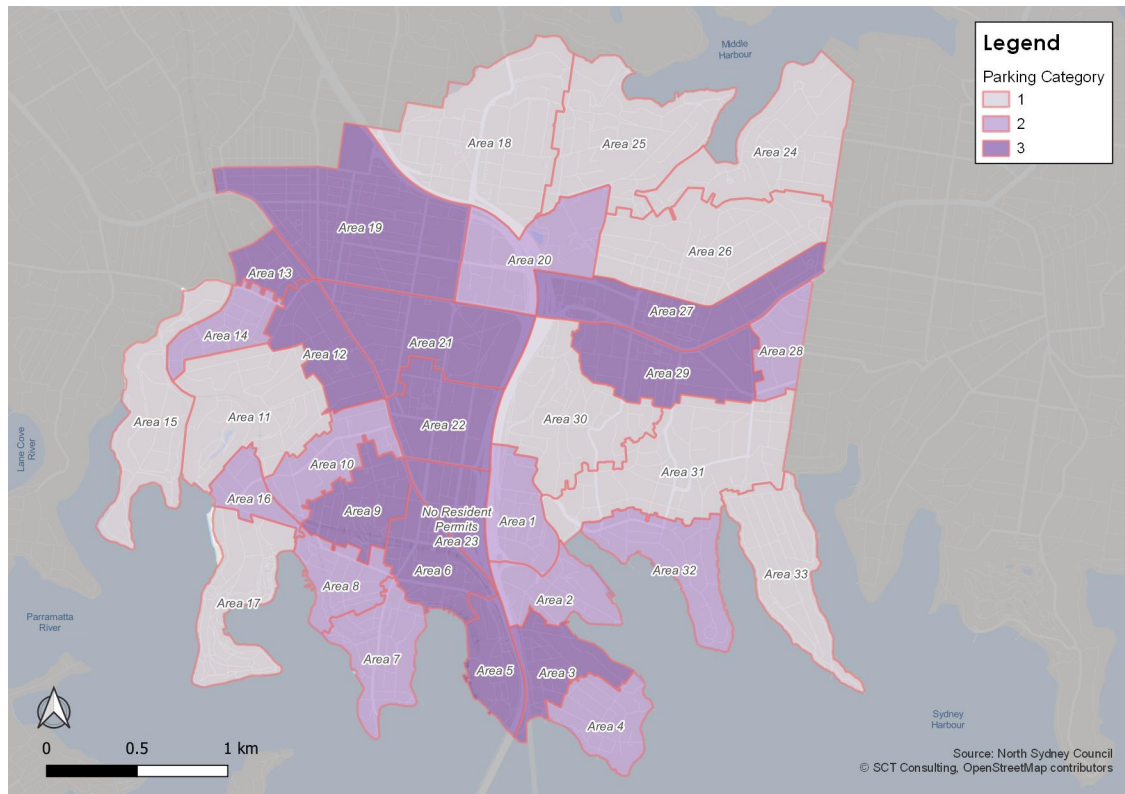 Middle
Harbour
Legend
Parking Category
1
2
3
Area 18
Area 25
Area 24
Area 19
Area 20
Area 26
Area 13
Area 27
Area 14
Area 12
Area 21
Area 28
Area 29
Area 15
Area 11
Area 22
Area 30
Lane Cove
River
Area 10
Area 31
Area 16
Area 9
No Resident
Permits
Area 23
Area 1
Area 6
Area 32
Area 33
Area 8
Area 17
Area 2
Parramatta
River
Area 7
Area 5
Area 3
Area 4
Sydney
Harbour
0 0.5 1 km
Source: North Sydney Council
© SCT Consulting, OpenStreetMap contributors